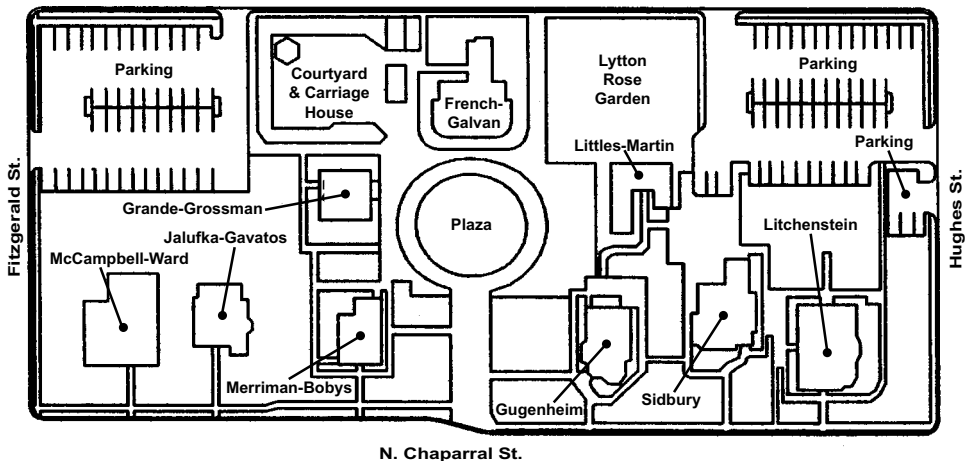 Parking
Courtyard
& Carriage
House
French-
Galvan
Lytton
Rose
Garden
Parking
Parking
Littles-Martin
Grande-Grossman
Plaza
Litchenstein
Jalufka-Gavatos
McCampbell-Ward
Fitzgerald St.
Hughes St.
Merriman-Bobys
Gugenheim
Sidbury
N. Chaparral St.